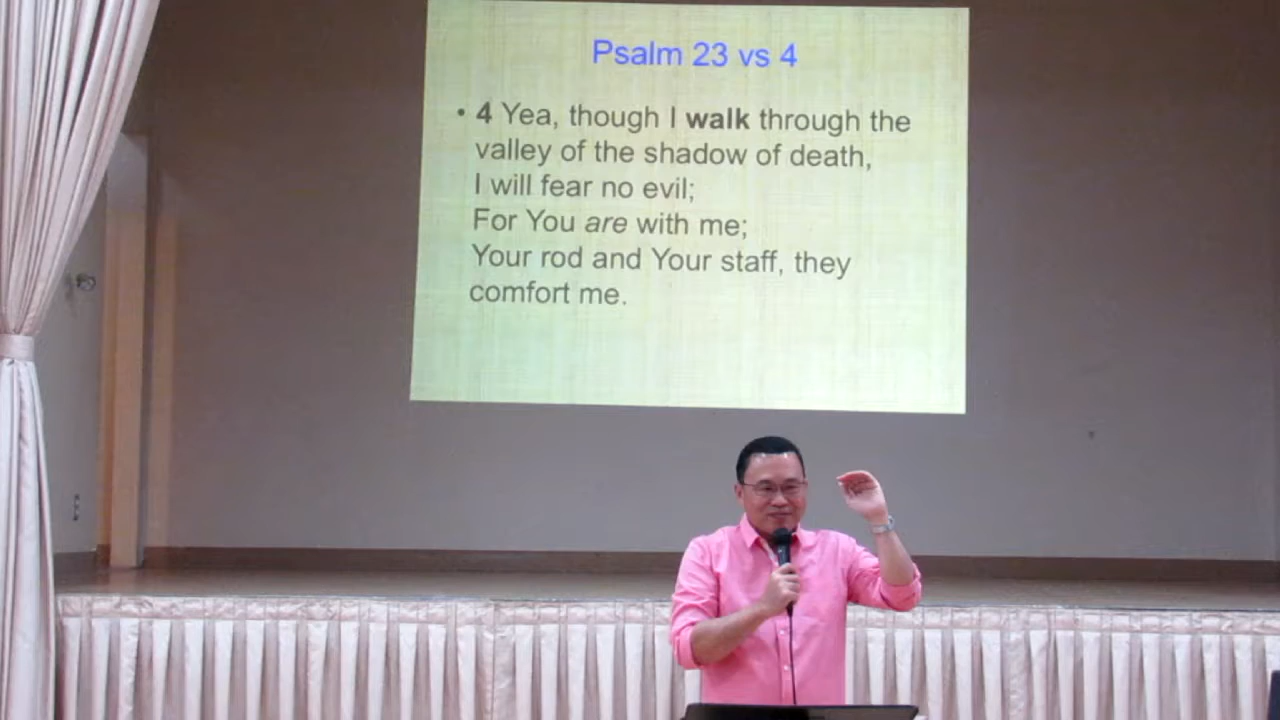 Psalm 23 vs 4
• 4 Yea, though I walk through the
valley of the shadow of death,
I will fear no evil;
For You are with me;
Your rod and Your staff, they
comfort me.